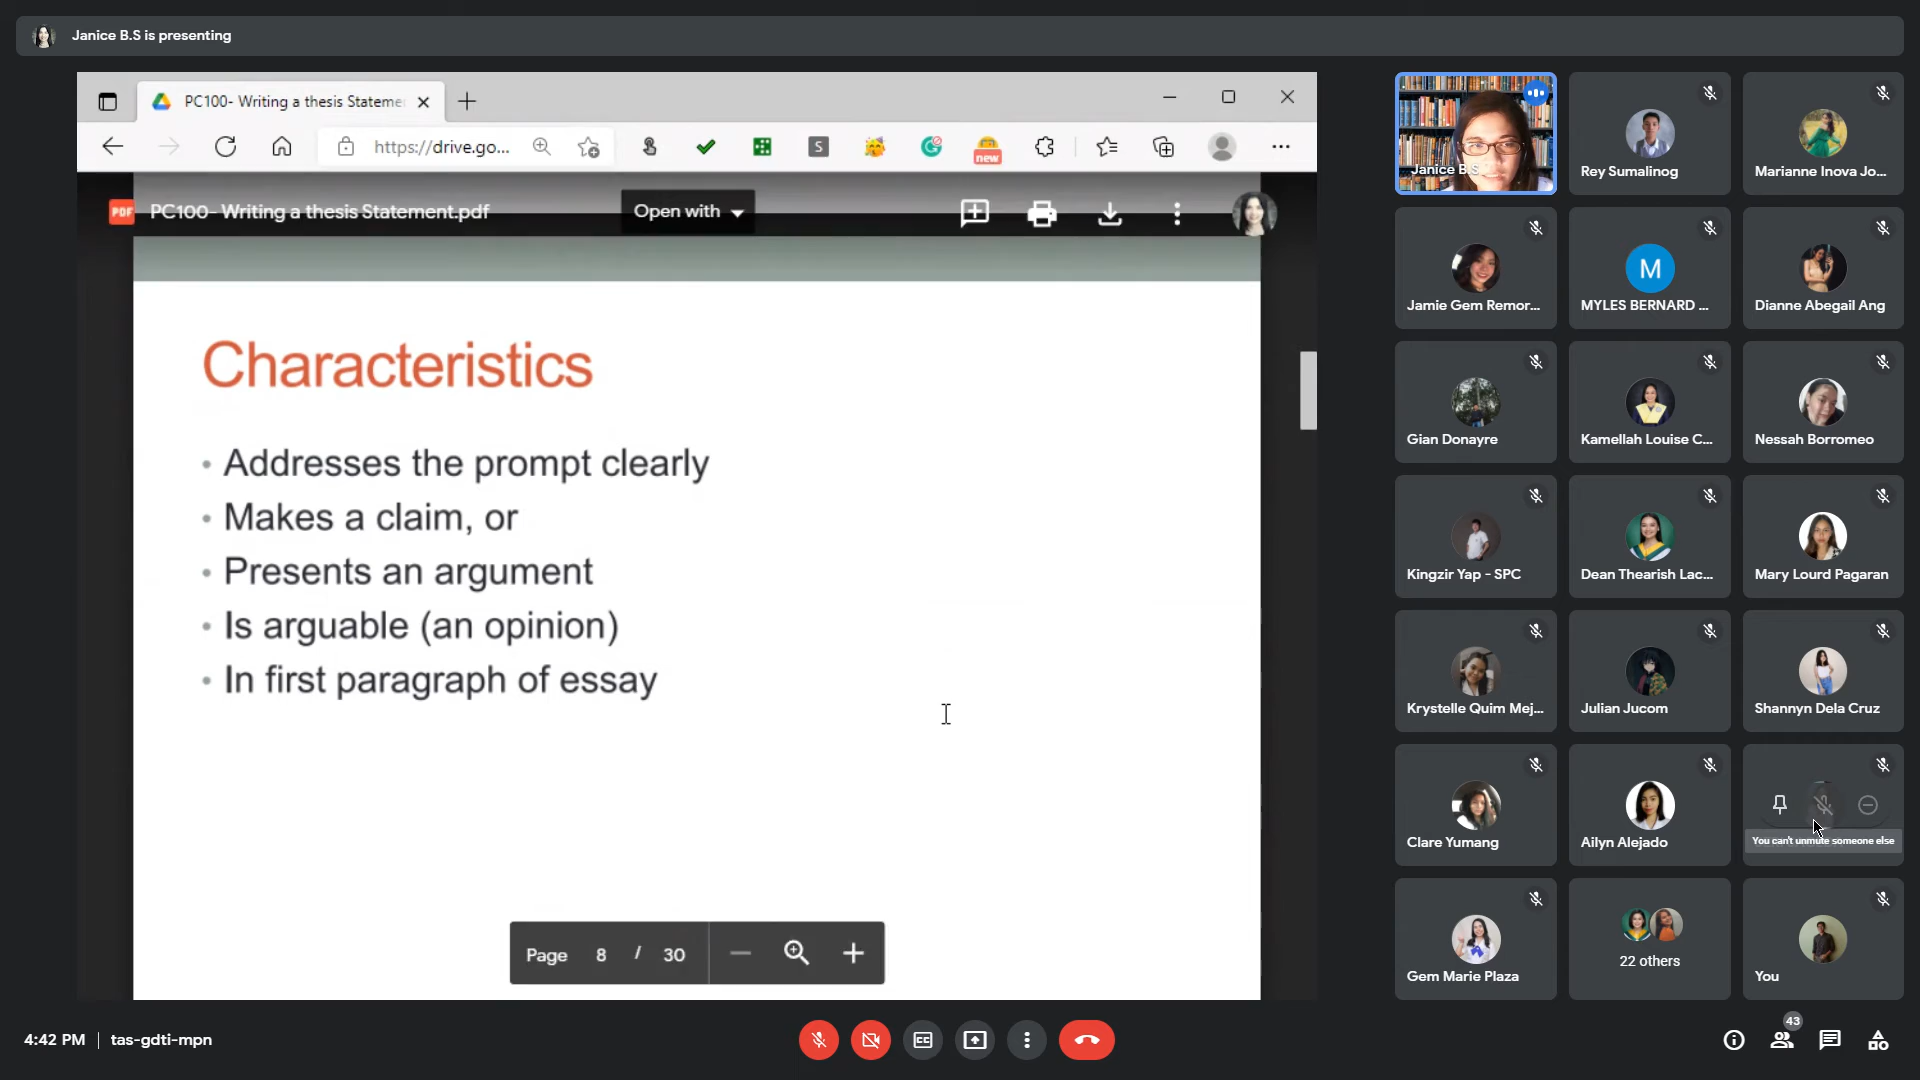 Janice B.S is presenting
PC100- Writing a thesis Stateme
https://drive.go...
S
new
PDF PC100- Writing a thesis Statement.pdf
Open with
Characteristics
• Addresses the prompt clearly
• Makes a claim, or
• Presents an argument
• Is arguable (an opinion)
• In first paragraph of essay
Page 8 / 30
Janice B.S
Rey Sumalinog
Marianne Inova Jo...
Jamie Gem Remor...
M
MYLES BERNARD ...
Dianne Abegail Ang
Gian Donayre
Kamellah Louise C...
Nessah Borromeo
Kingzir Yap - SPC
Dean Thearish Lac...
Mary Lourd Pagaran
Krystelle Quim Mej...
Julian Jucom
Shannyn Dela Cruz
Clare Yumang
Ailyn Alejado
You can't unmute someone else
Gem Marie Plaza
22 others
You
4:42 PM | tas-gdti-mpn
43